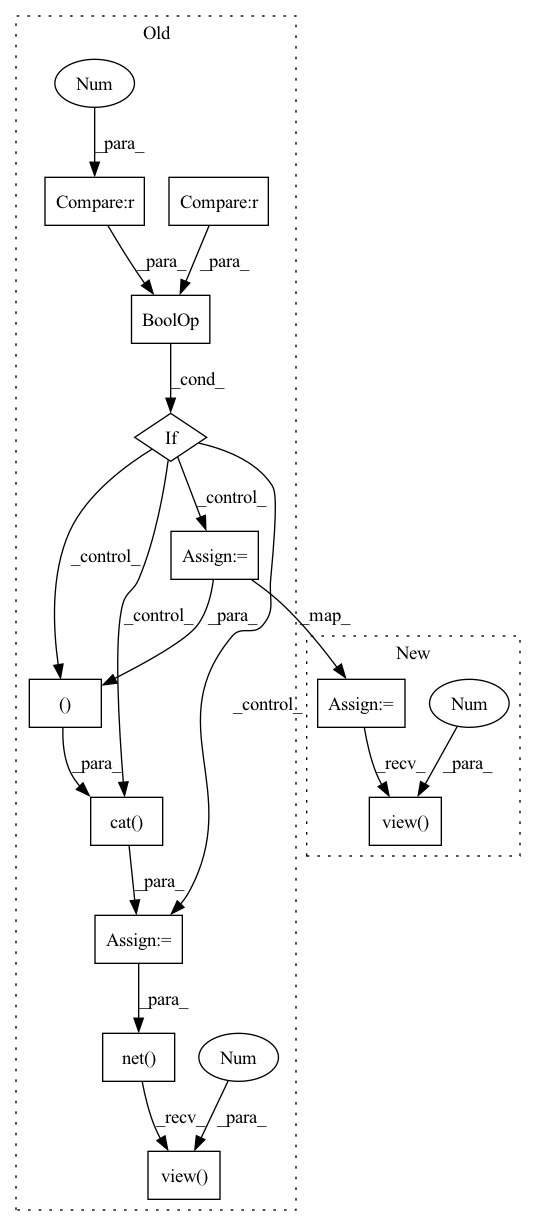 Old
Num
_para_
Compare:r
Compare:r
_para_
_para_
BoolOp
_cond_
If
_control_
_control_
Assign:=
_control_
_para_
_map_
New
()
_control_
Assign:=
Num
_para_
_recv_
_para_
cat()
view()
_para_
Assign:=
_para_
net()
Num
_recv_
_para_
view()